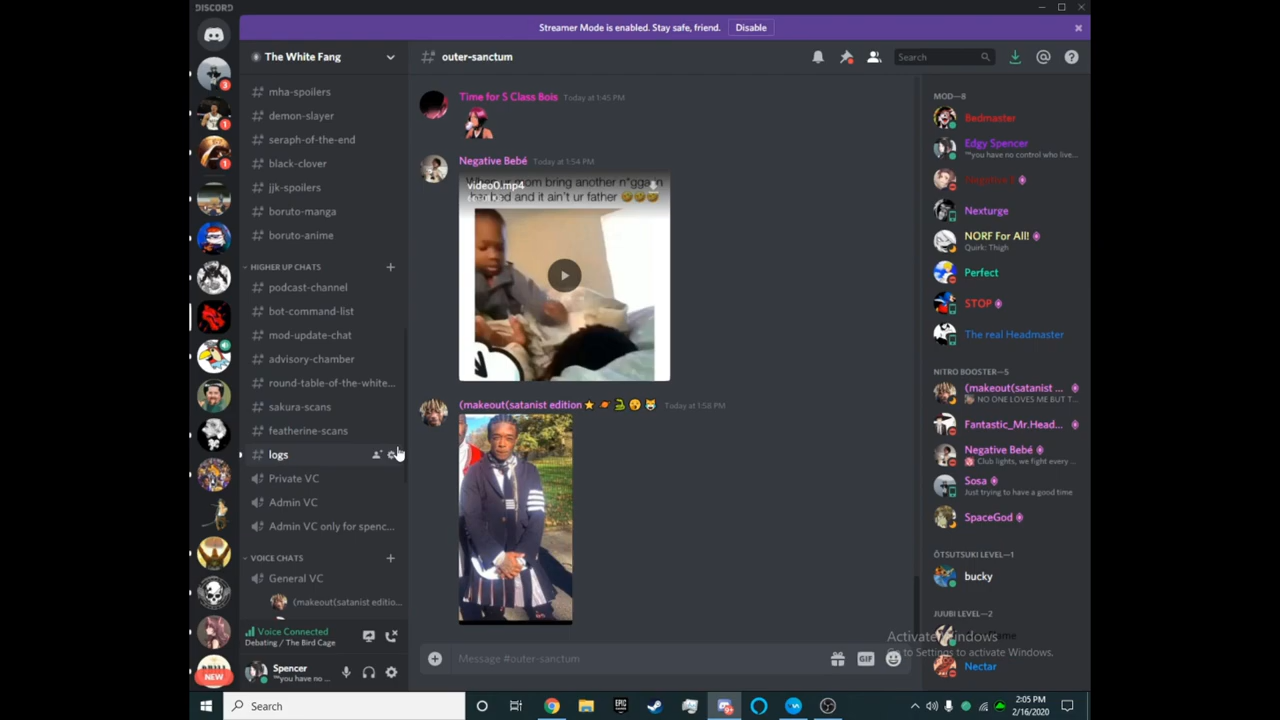 DISCORD
Streamer Mode is enabled. Stay safe, friend.
Disable
The White Fang
outer-sanctum
Search
mha-spoilers
demon-slayer
seraph-of-the-end
black-clover
jjk-spoilers
boruto-manga
boruto-anime
HIGHER UP CHATS
podcast-channel
bot-command-list
mod-update-chat
advisory-chamber
round-table-of-the-white...
sakura-scans
featherine-scans
logs
Private VC
Admin VC
Admin VC only for spenc...
VOICE CHATS
General VC
(makeout(satanist editio...
Voice Connected
Debating / The Bird Cage
Spencer
"you have no ...
3
1
1
NEW
Time for S Class Bois Today at 1:45 PM
Negative Bebé Today at 1:54 PM
mom bring another n*gga n
video0.mp4
bed and it ain't ur father 🤣🤣🤣
(makeout(satanist edition ⭐ 🪐 🐍 😮 😼 Today at 1:58 PM
Message #outer-sanctum
GIF
MOD—8
Bedmaster
Edgy Spencer
"you have no control who live...
Nexturge
NORF For All!
Quirk: Thigh
Perfect
STOP
The real Headmaster
NITRO BOOSTER—5
(makeout(satanist ...
NO ONE LOVES ME BUT T...
Fantastic_Mr.Head...
Negative Bebé
Club lights, we fight every ...
Sosa
Just trying to have a good time
SpaceGod
ŌTSUTSUKI LEVEL—1
bucky
JUUBI LEVEL—2
Nectar
Activate Windows
Go to Settings to activate Windows.
Search
EPIC
2:05 PM
2/16/2020